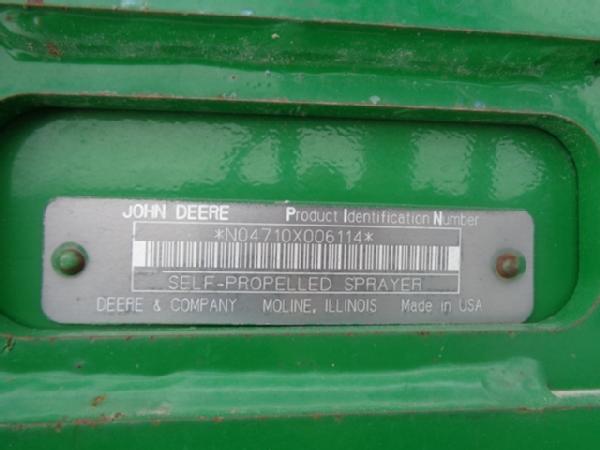 JOHN DEERE Product Identification Number
*N04710X006114*
SELF-PROPELLED SPRAYER
DEERE & COMPANY MOLINE, ILLINOIS Made in USA